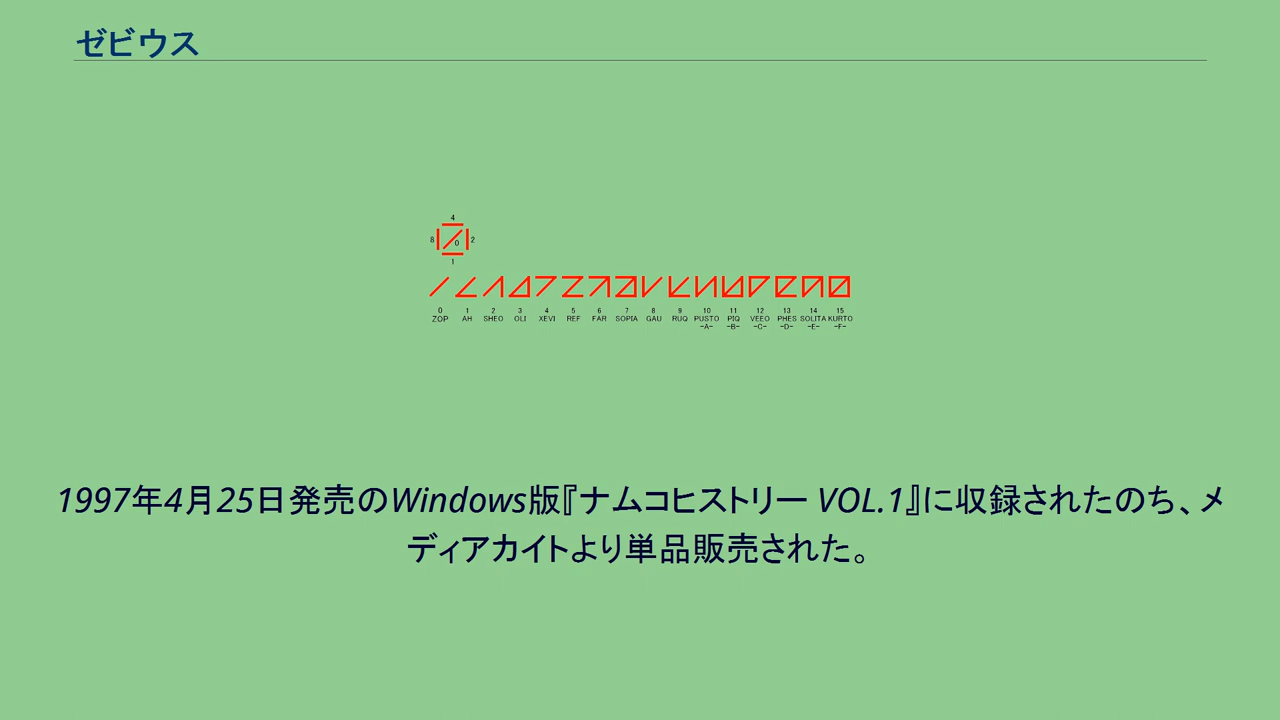 ゼビウス
4
8 0 2
1
0 1 2 3 4 5 6 7 8 9 10 11 12 13 14 15
ZOP AH SHEO OLI XEVI REF FAR SOPIA GAU RUQ PUSTO PIQ VEEO PHES SOLITA KURTO
-A- -B- -C- -D- -E- -F-
1997年4月25日発売のWindows版『ナムコヒストリー VOL.1』に収録されたのち、メ
ディアカイトより単品販売された。